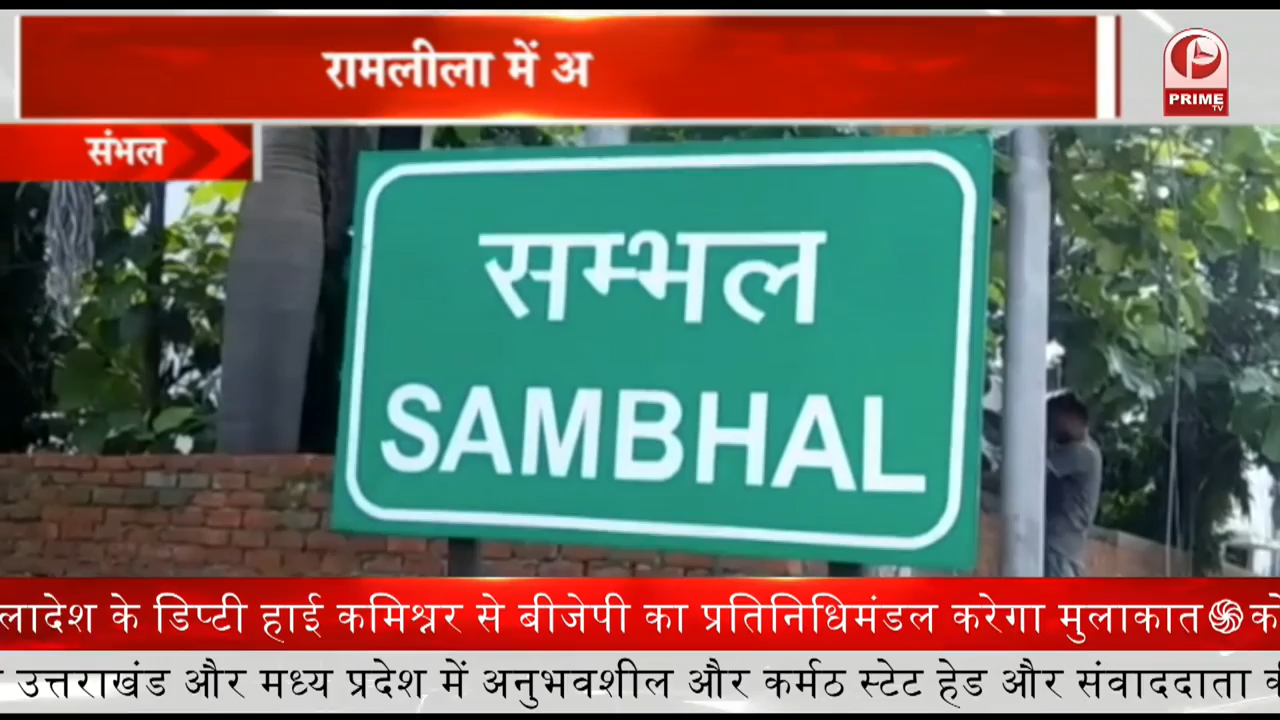 रामलीला में अ
PRIME
TV
संभल
सम्भल
SAMBHAL
लादेश के डिप्टी हाई कमिश्नर से बीजेपी का प्रतिनिधिमंडल करेगा मुलाकात को
उत्तराखंड और मध्य प्रदेश में अनुभवशील और कर्मठ स्टेट हेड और संवाददाता की